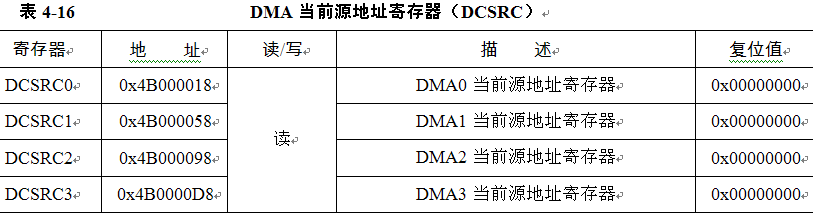 表 4-16 DMA 当前源地址寄存器（DCSRC）
寄存器 地 址 读/写 描 述 复位值
DCSRC0 0x4B000018 读 DMA0 当前源地址寄存器 0x00000000
DCSRC1 0x4B000058 DMA1 当前源地址寄存器 0x00000000
DCSRC2 0x4B000098 DMA2 当前源地址寄存器 0x00000000
DCSRC3 0x4B0000D8 DMA3 当前源地址寄存器 0x00000000